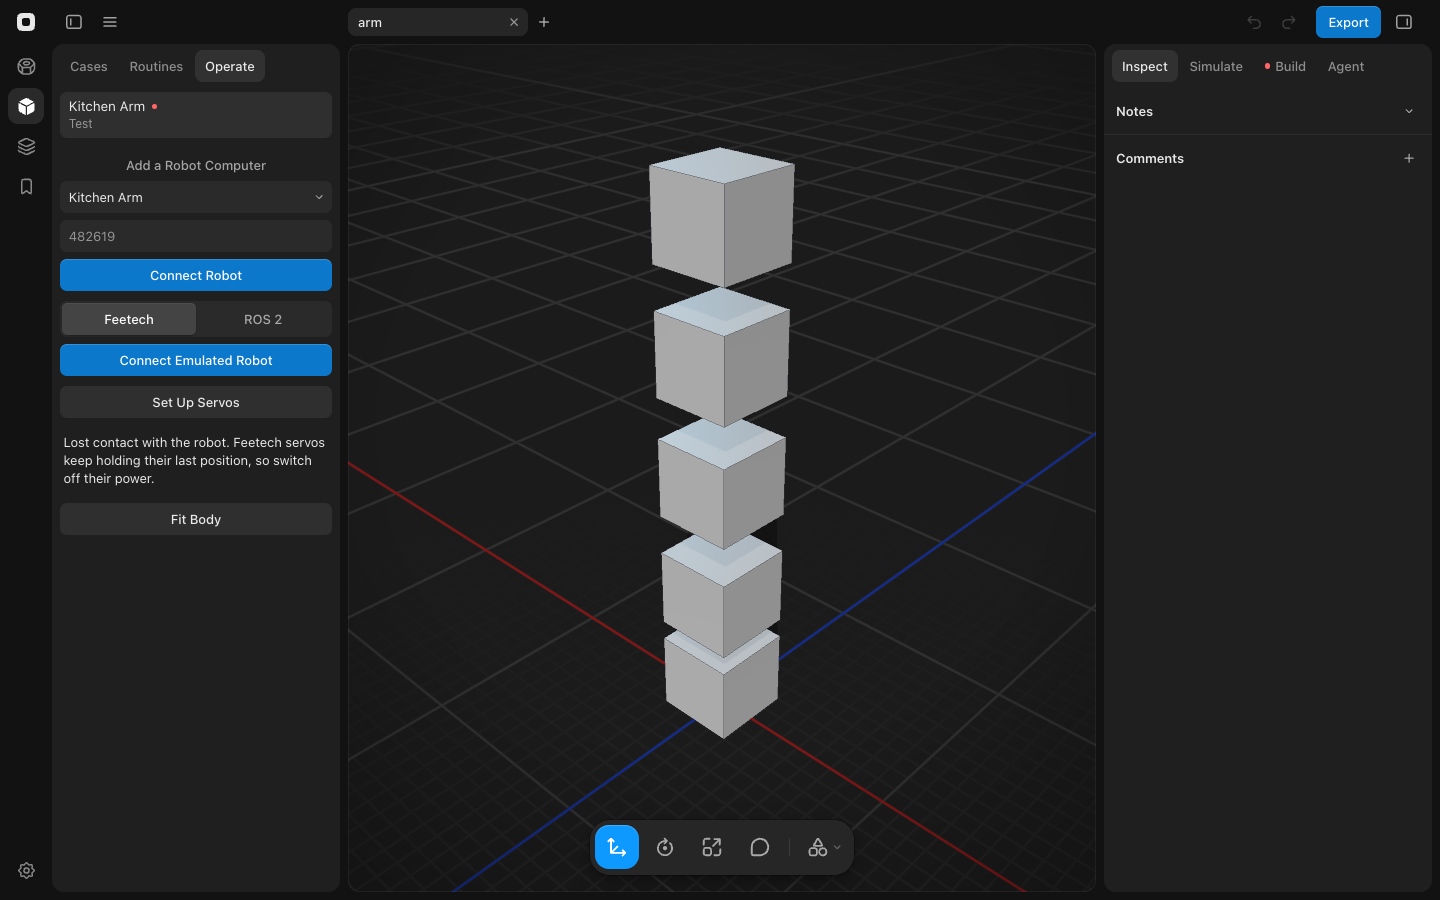 arm
Export
Cases Routines Operate
Kitchen Arm
Test
Add a Robot Computer
Kitchen Arm
482619
Connect Robot
Feetech ROS 2
Connect Emulated Robot
Set Up Servos
Lost contact with the robot. Feetech servos
keep holding their last position, so switch
off their power.
Fit Body
Inspect Simulate Build Agent
Notes
Comments